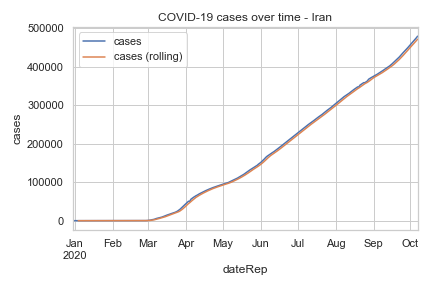 COVID-19 cases over time - Iran
cases
cases (rolling)
500000
400000
300000
200000
100000
0
cases
Jan Feb Mar Apr May Jun Jul Aug Sep Oct
2020
dateRep